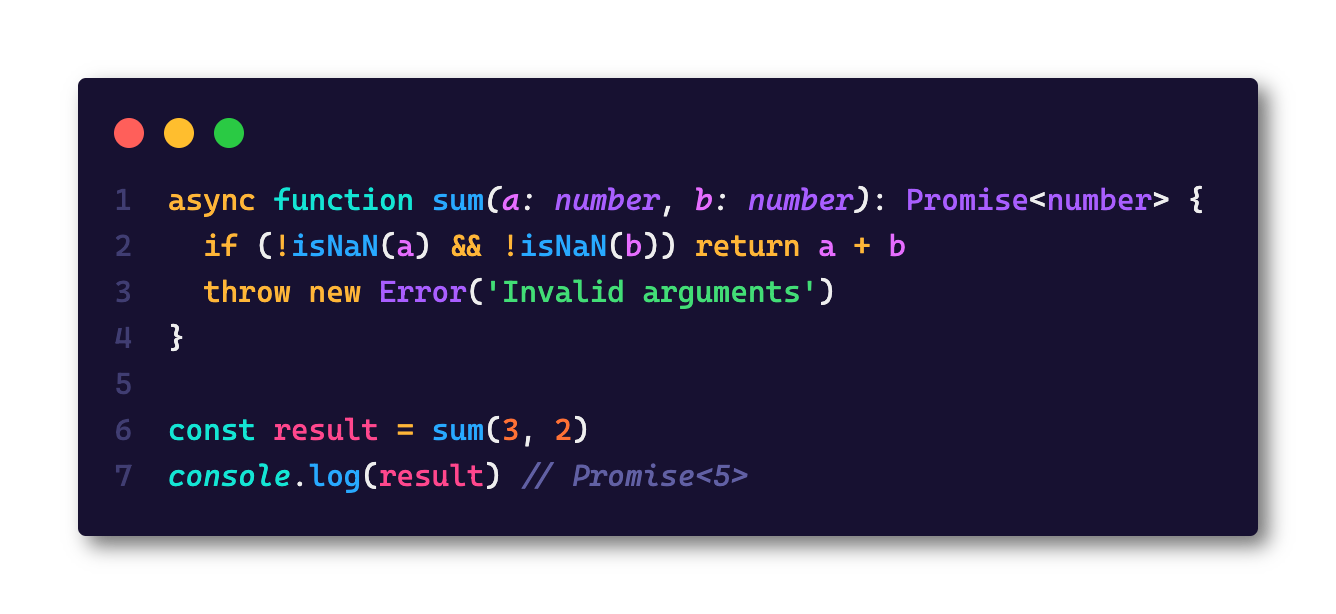 1 async function sum(a: number, b: number): Promise<number> {
2   if (!isNaN(a) && !isNaN(b)) return a + b
3   throw new Error('Invalid arguments')
4 }
5
6 const result = sum(3, 2)
7 console.log(result) // Promise<5>